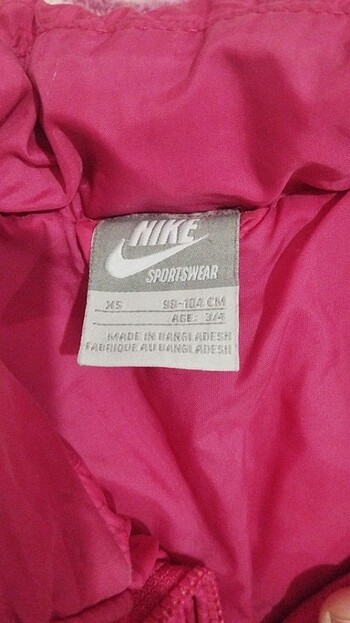 NIKE
SPORTSWEAR
XS 98-104 CM
AGE: 3/4
MADE IN BANGLADESH
FABRIQUE AU BANGLADESH